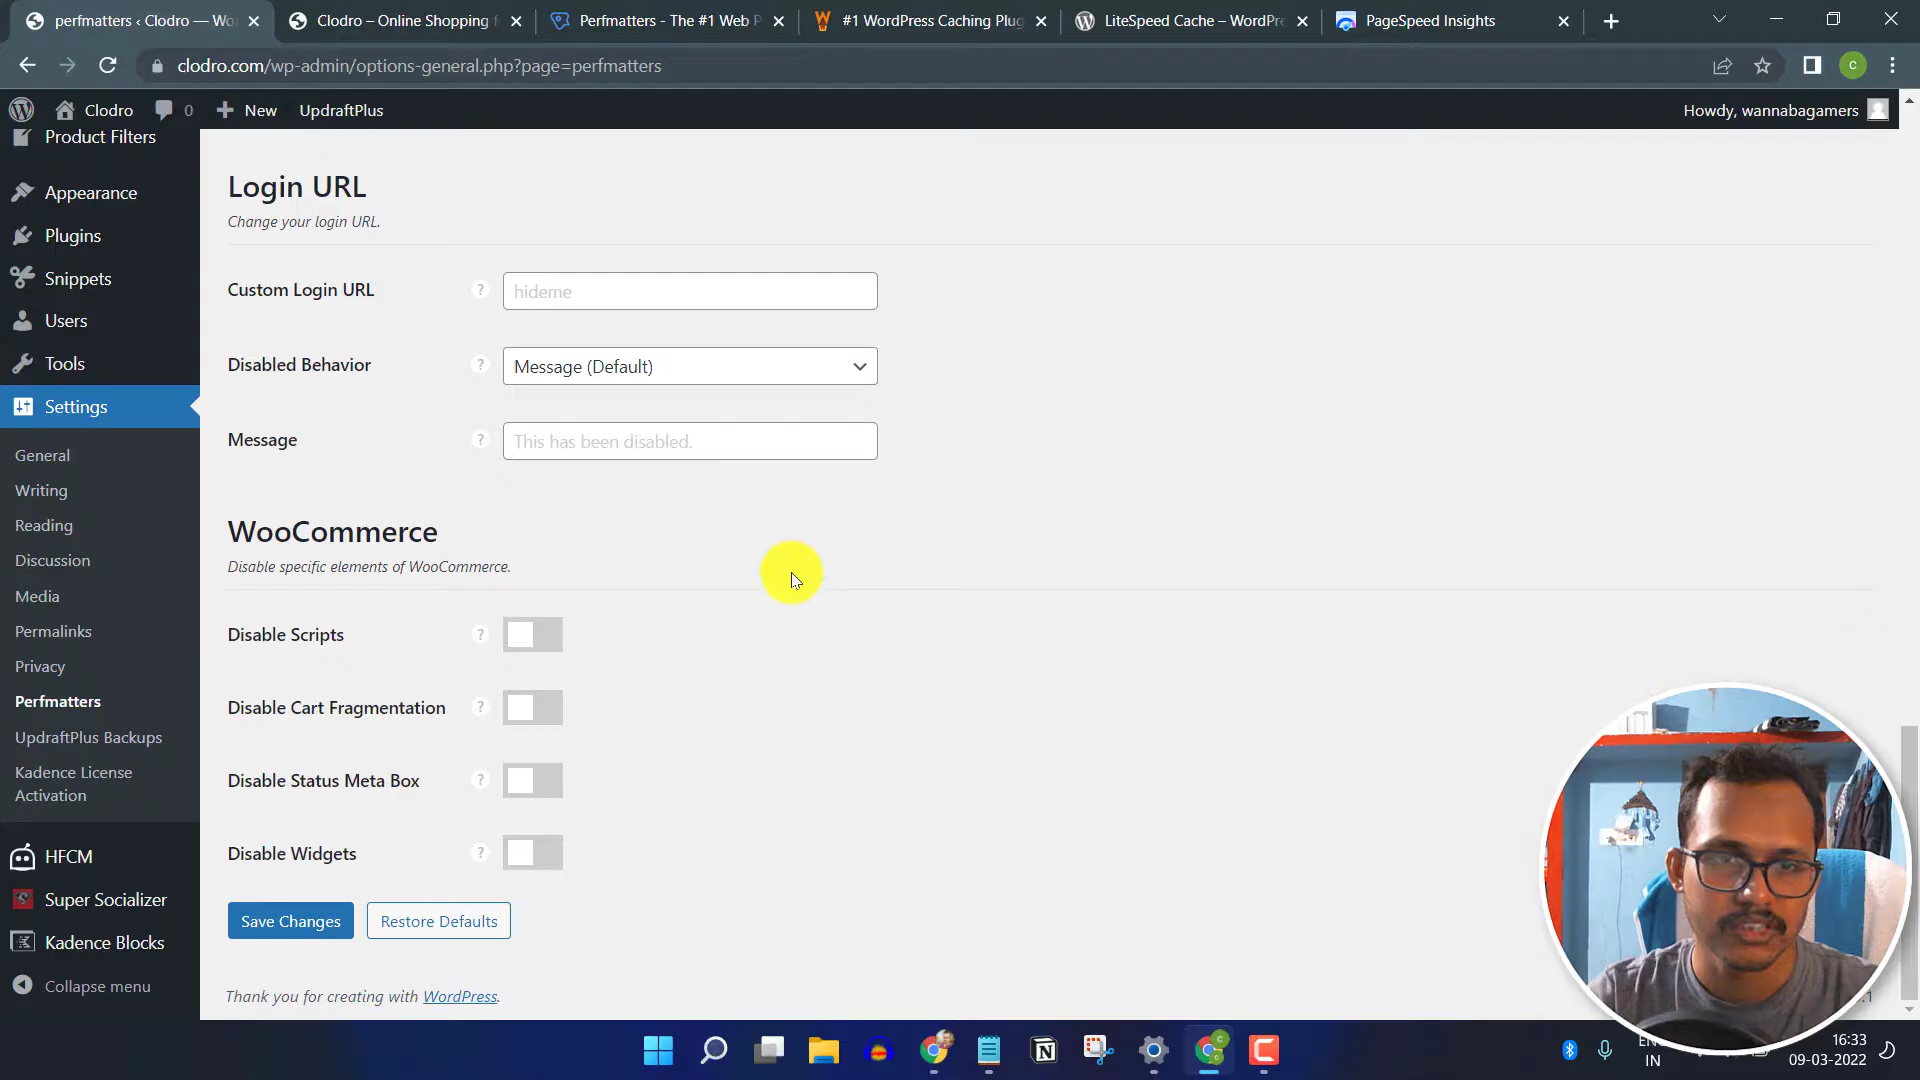 perfmatters ‹ Clodro — Wo
Clodro – Online Shopping f
Perfmatters - The #1 Web P
#1 WordPress Caching Plug
LiteSpeed Cache – WordPre
PageSpeed Insights
clodro.com/wp-admin/options-general.php?page=perfmatters
C
Clodro
0
New
UpdraftPlus
Howdy, wannabagamers
Product Filters
Appearance
Plugins
Snippets
Users
Tools
Settings
General
Writing
Reading
Discussion
Media
Permalinks
Privacy
Perfmatters
UpdraftPlus Backups
Kadence License
Activation
HFCM
Super Socializer
Kadence Blocks
Collapse menu
Login URL
Change your login URL.
Custom Login URL ? hideme
Disabled Behavior ? Message (Default)
Message ? This has been disabled.
WooCommerce
Disable specific elements of WooCommerce.
Disable Scripts ?
Disable Cart Fragmentation ?
Disable Status Meta Box ?
Disable Widgets ?
Save Changes
Restore Defaults
Thank you for creating with WordPress.
IN
16:33
09-03-2022